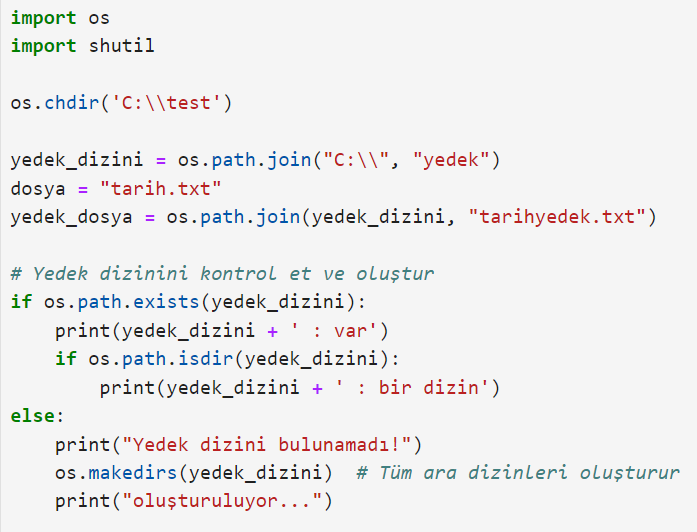 import os
import shutil

os.chdir('C:\\test')

yedek_dizini = os.path.join("C:\\", "yedek")
dosya = "tarih.txt"
yedek_dosya = os.path.join(yedek_dizini, "tarihyedek.txt")

# Yedek dizinini kontrol et ve oluştur
if os.path.exists(yedek_dizini):
    print(yedek_dizini + ' : var')
    if os.path.isdir(yedek_dizini):
        print(yedek_dizini + ' : bir dizin')
else:
    print("Yedek dizini bulunamadı!")
    os.makedirs(yedek_dizini)  # Tüm ara dizinleri oluşturur
    print("oluşturuluyor...")